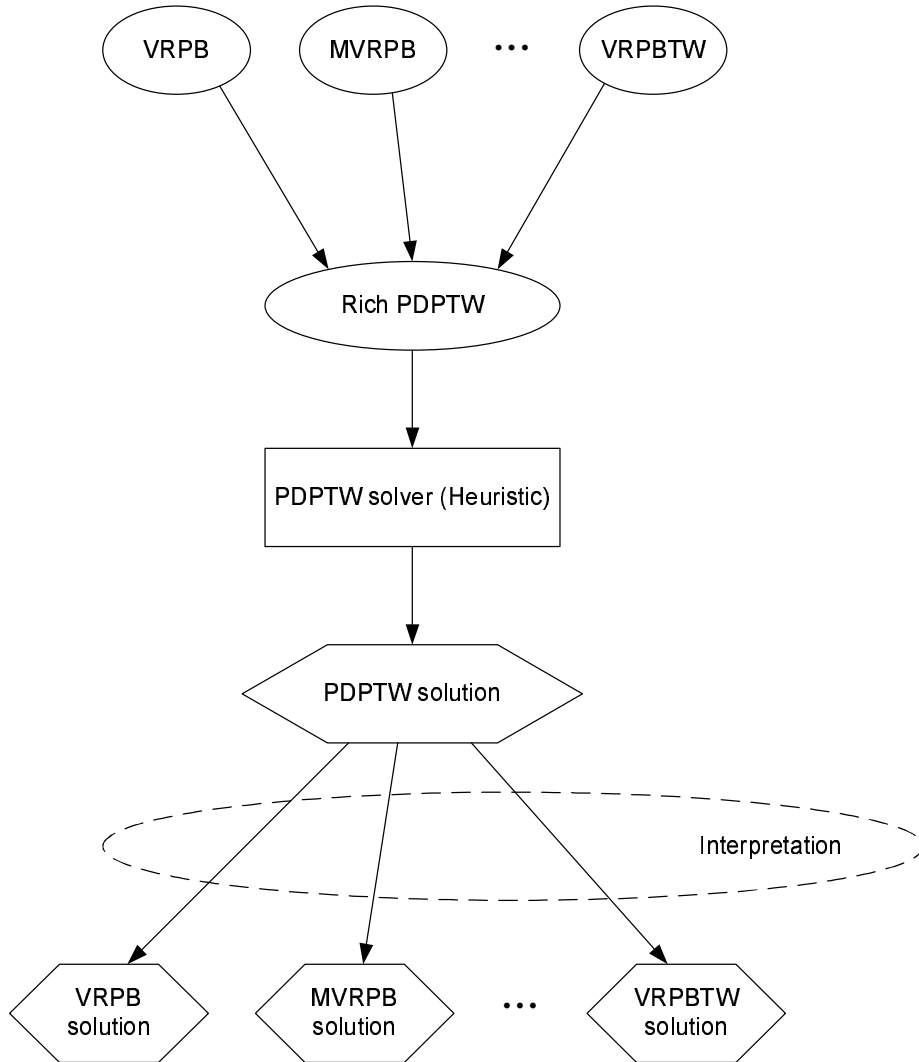 VRPB
MVRPB
...
VRPBTW
Rich PDPTW
PDPTW solver (Heuristic)
PDPTW solution
Interpretation
VRPB
solution
MVRPB
solution
...
VRPBTW
solution